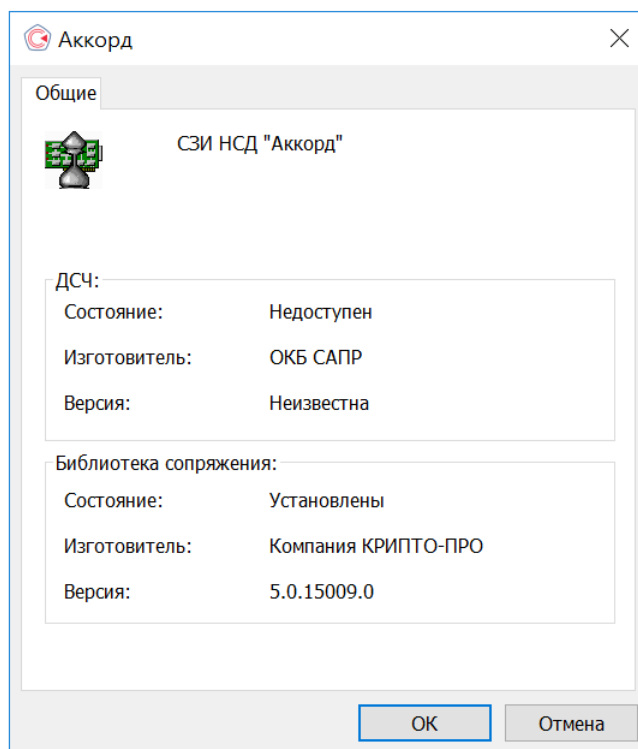 Аккорд
Общие
СЗИ НСД "Аккорд"
ДСЧ:
Состояние: Недоступен
Изготовитель: ОКБ САПР
Версия: Неизвестна
Библиотека сопряжения:
Состояние: Установлены
Изготовитель: Компания КРИПТО-ПРО
Версия: 5.0.15009.0
ОК Отмена